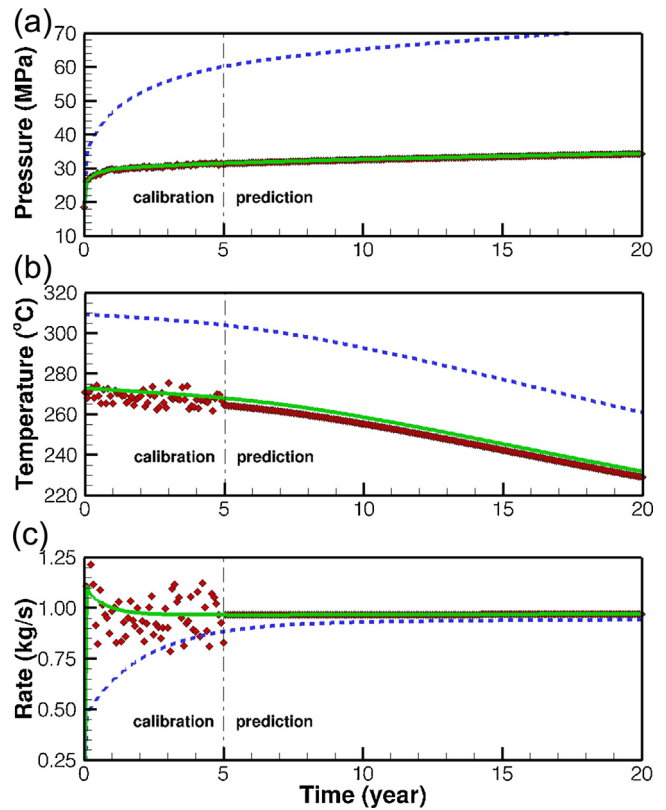 (a)
70
60
50
40
30
20
10
Pressure (MPa)
calibration
prediction
0
5
10
15
20
(b)
320
300
280
260
240
220
Temperature (°C)
calibration
prediction
0
5
10
15
20
(c)
1.25
1.00
0.75
0.50
0.25
Rate (kg/s)
calibration
prediction
0
5
10
15
20
Time (year)